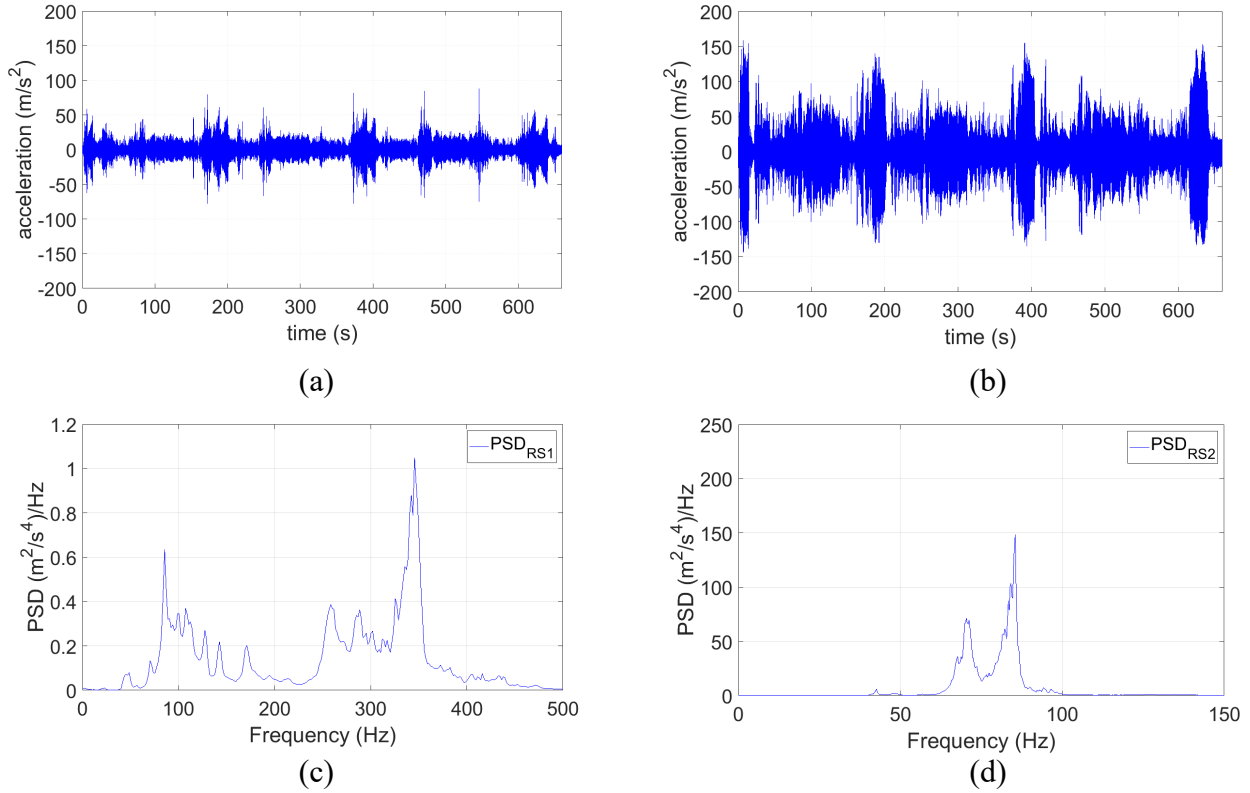 200
150
100
50
0
-50
-100
-150
-200
acceleration (m/s²)
0 100 200 300 400 500 600
time (s)
(a)
200
150
100
50
0
-50
-100
-150
-200
acceleration (m/s²)
0 100 200 300 400 500 600
time (s)
(b)
1.2
1
0.8
0.6
0.4
0.2
0
PSD (m²/s⁴)/Hz
PSD_RS1
0 100 200 300 400 500
Frequency (Hz)
(c)
250
200
150
100
50
0
PSD (m²/s⁴)/Hz
PSD_RS2
0 50 100 150
Frequency (Hz)
(d)